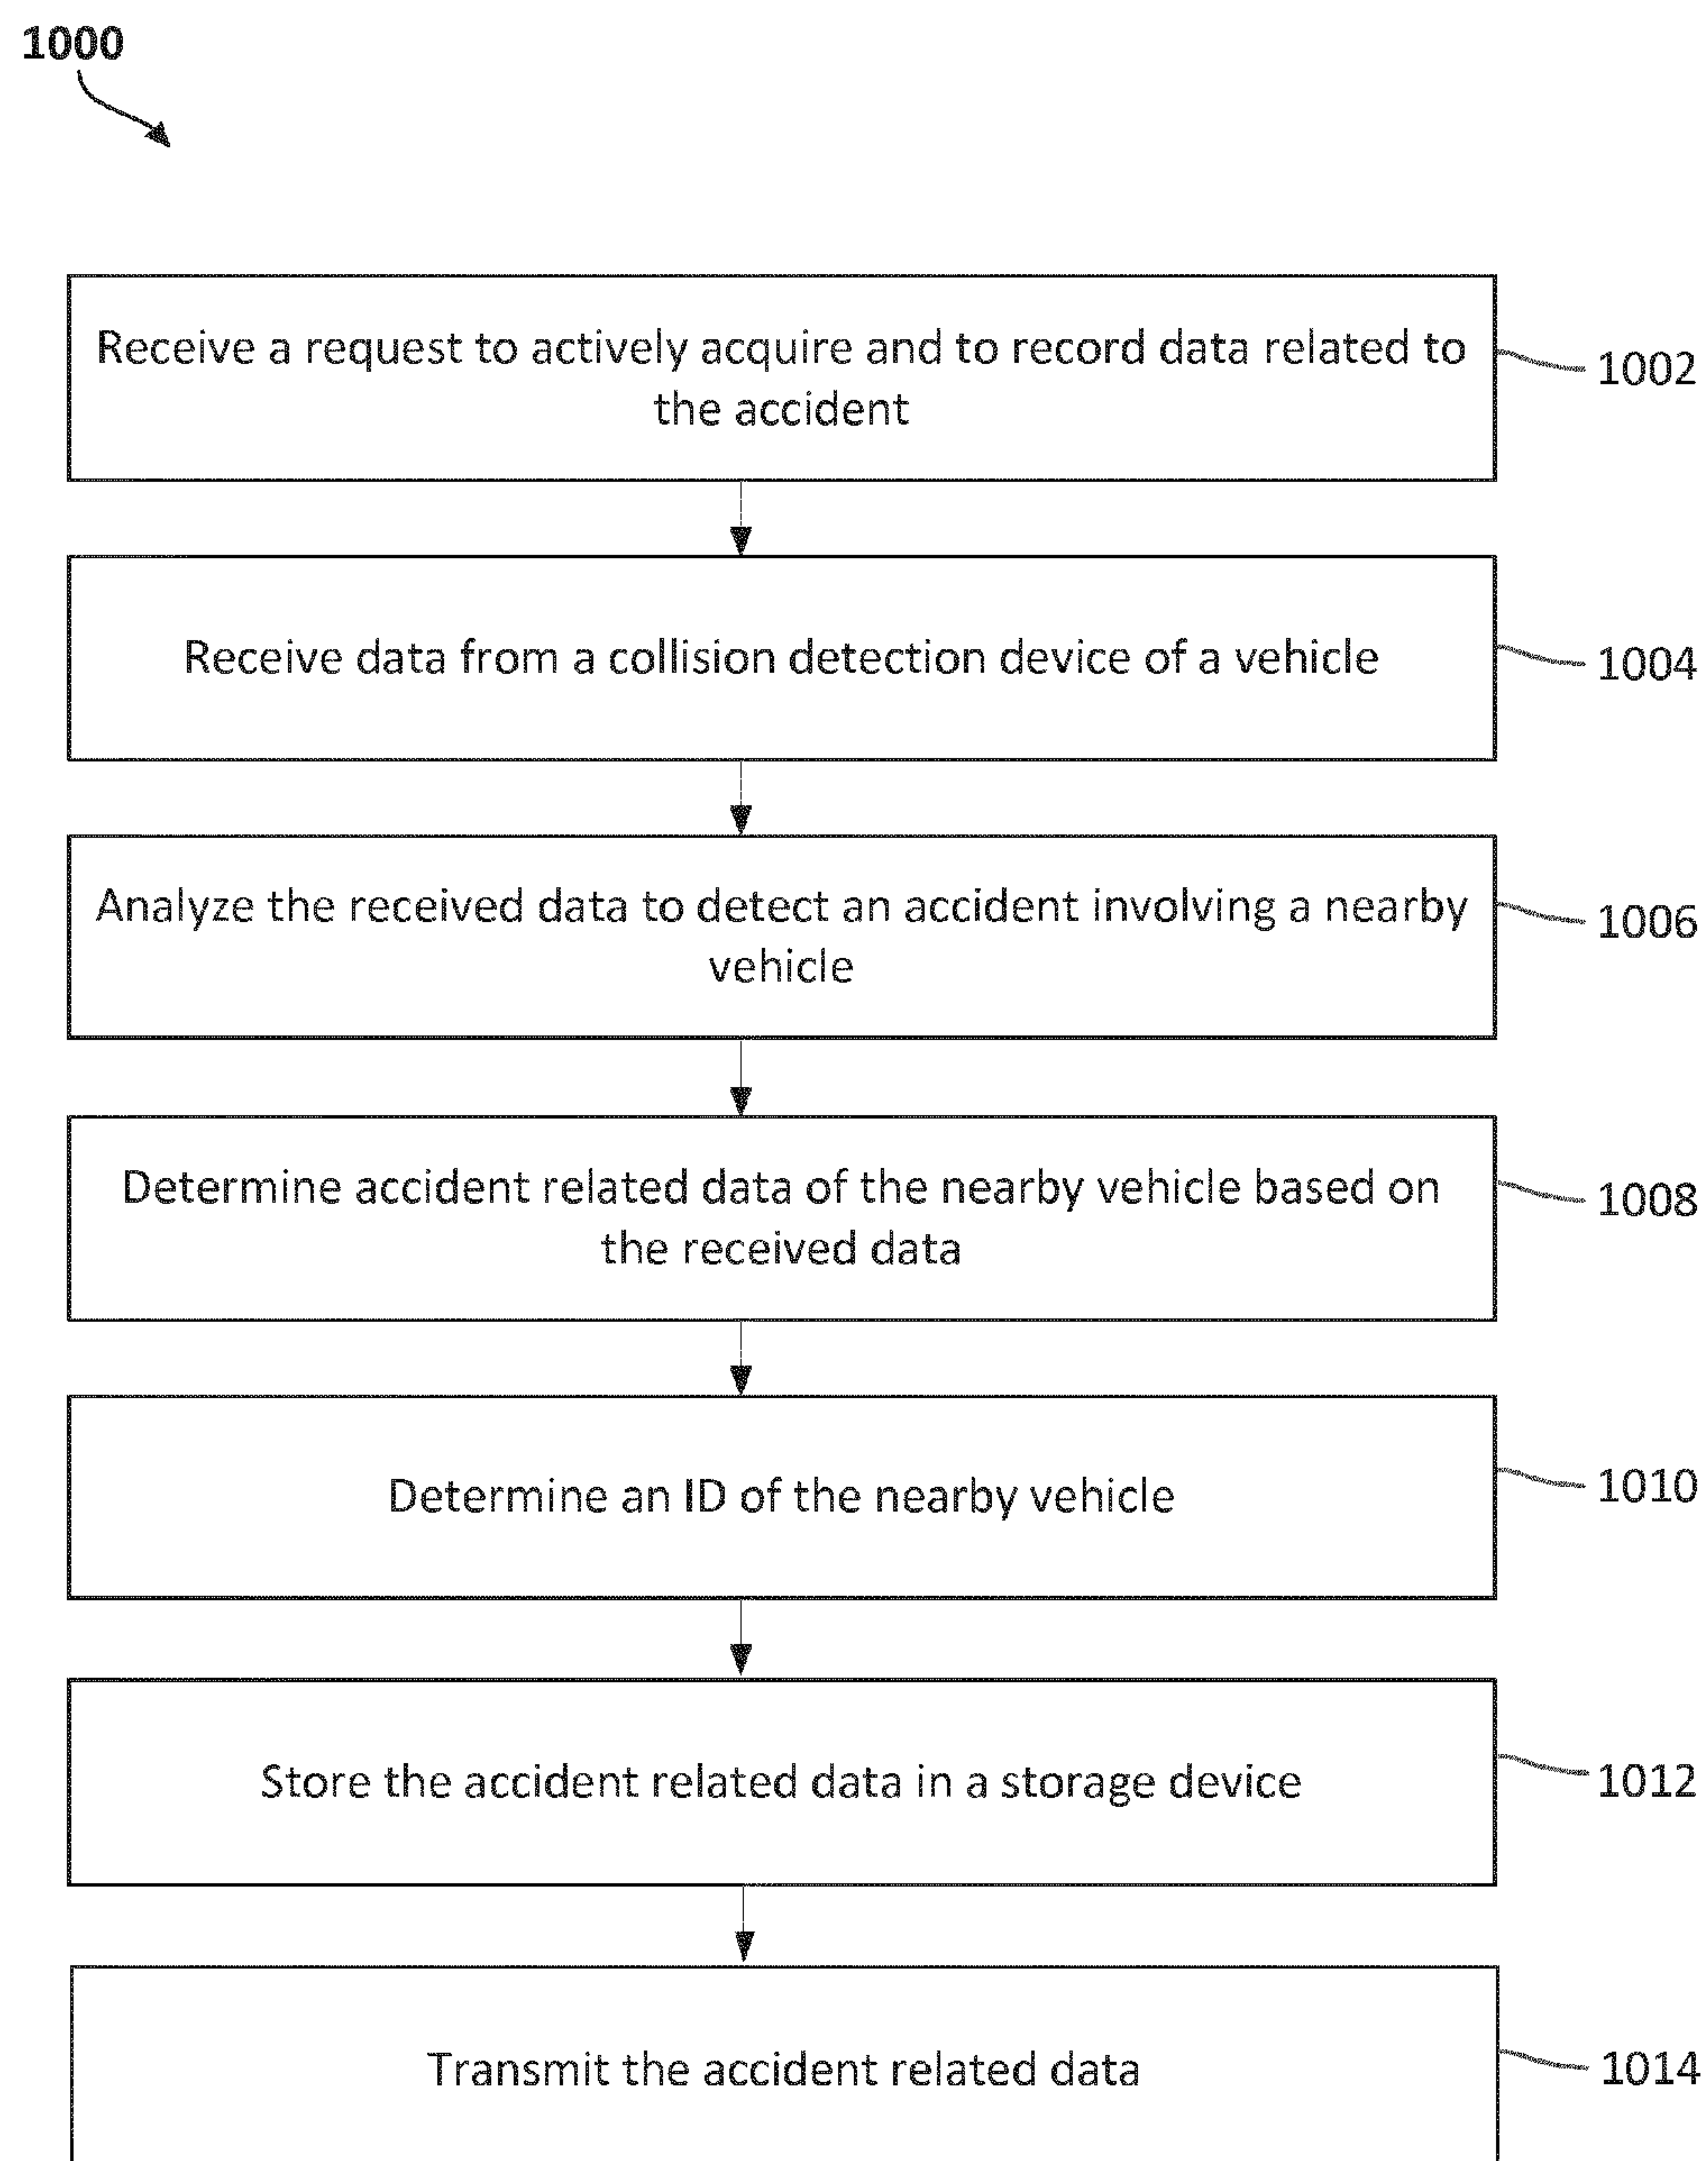 1000
Receive a request to actively acquire and to record data related to
the accident
1002
Receive data from a collision detection device of a vehicle
1004
Analyze the received data to detect an accident involving a nearby
vehicle
1006
Determine accident related data of the nearby vehicle based on
the received data
1008
Determine an ID of the nearby vehicle
1010
Store the accident related data in a storage device
1012
Transmit the accident related data
1014